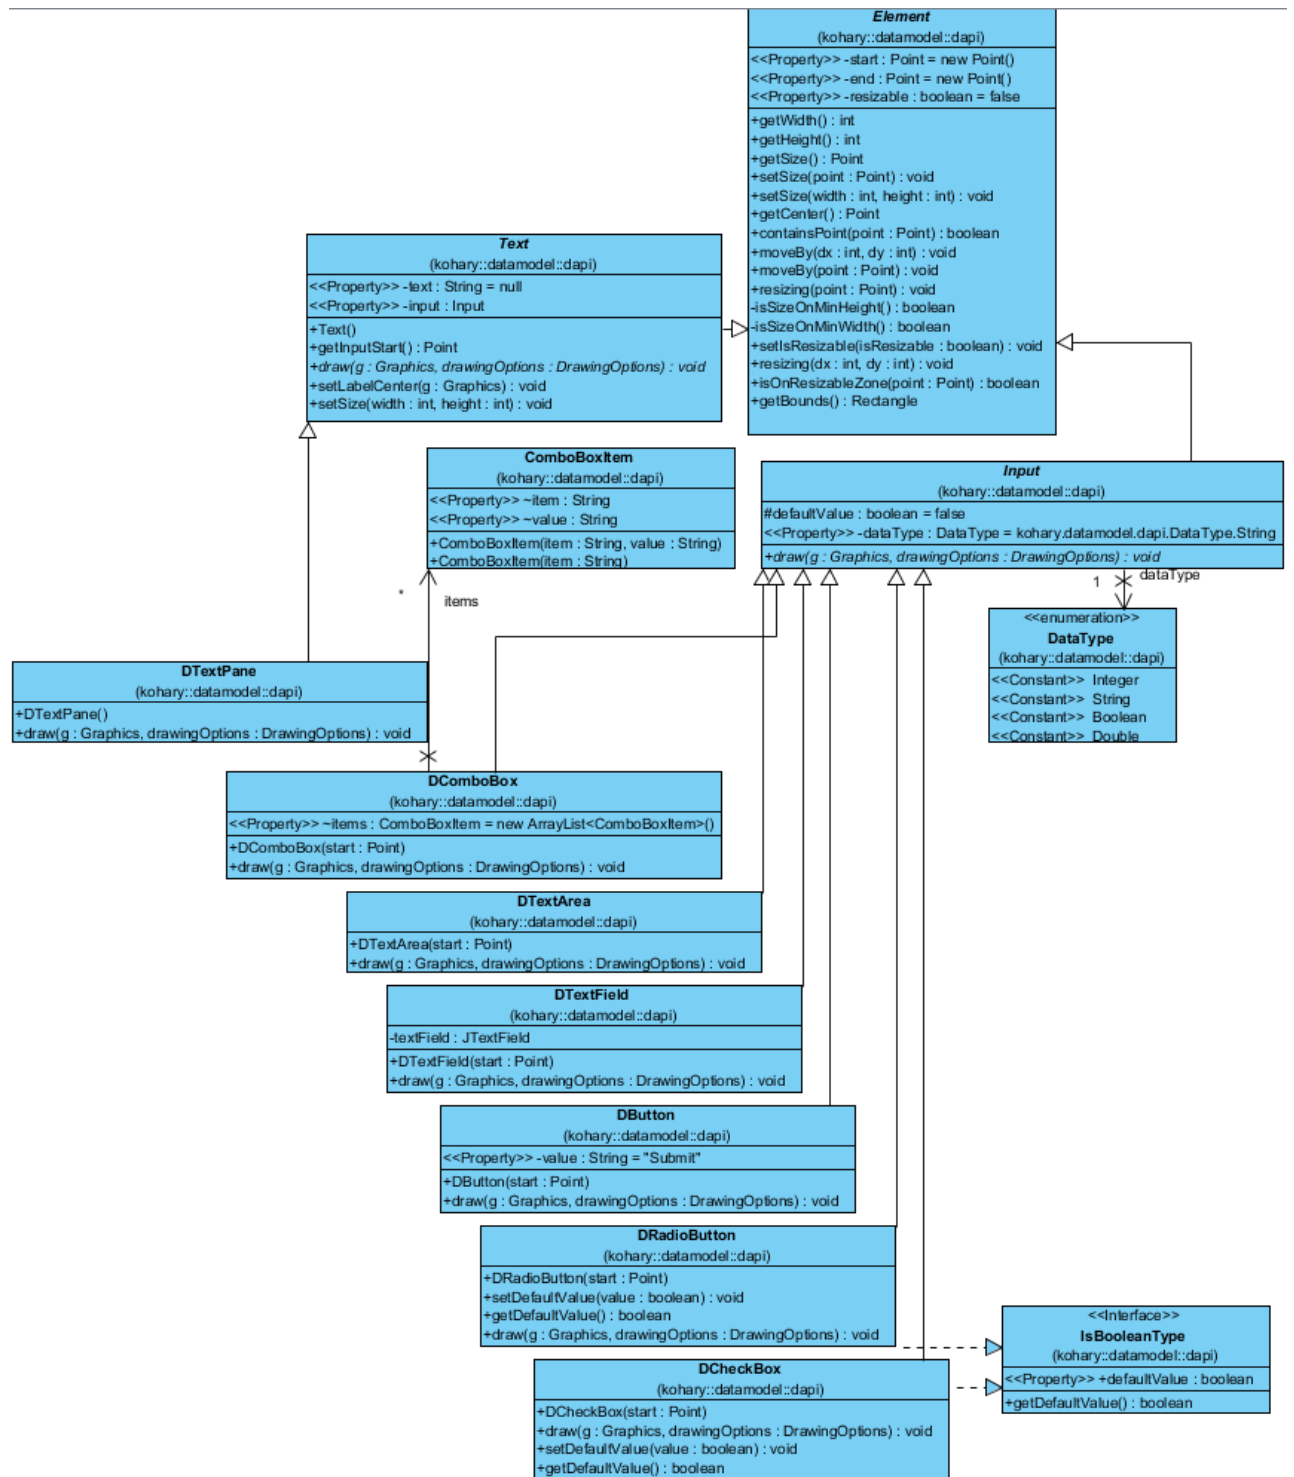 Element
(kohary::datamodel::dapi)
<<Property>> -start : Point = new Point()
<<Property>> -end : Point = new Point()
<<Property>> -resizable : boolean = false
+getWidth() : int
+getHeight() : int
+getSize() : Point
+setSize(point : Point) : void
+setSize(width : int, height : int) : void
+getCenter() : Point
+containsPoint(point : Point) : boolean
+moveBy(dx : int, dy : int) : void
+moveBy(point : Point) : void
+resizing(point : Point) : void
-isSizeOnMinHeight() : boolean
-isSizeOnMinWidth() : boolean
+setIsResizable(isResizable : boolean) : void
+resizing(dx : int, dy : int) : void
+isOnResizableZone(point : Point) : boolean
+getBounds() : Rectangle
Text
(kohary::datamodel::dapi)
<<Property>> -text : String = null
<<Property>> -input : Input
+Text()
+getInputStart() : Point
+draw(g : Graphics, drawingOptions : DrawingOptions) : void
+setLabelCenter(g : Graphics) : void
+setSize(width : int, height : int) : void
ComboBoxItem
(kohary::datamodel::dapi)
<<Property>> ~item : String
<<Property>> ~value : String
+ComboBoxItem(item : String, value : String)
+ComboBoxItem(item : String)
Input
(kohary::datamodel::dapi)
#defaultValue : boolean = false
<<Property>> -dataType : DataType = kohary.datamodel.dapi.DataType.String
+draw(g : Graphics, drawingOptions : DrawingOptions) : void
*
items
1
dataType
<<enumeration>>
DataType
(kohary::datamodel::dapi)
<<Constant>> Integer
<<Constant>> String
<<Constant>> Boolean
<<Constant>> Double
DTextPane
(kohary::datamodel::dapi)
+DTextPane()
+draw(g : Graphics, drawingOptions : DrawingOptions) : void
DComboBox
(kohary::datamodel::dapi)
<<Property>> ~items : ComboBoxItem = new ArrayList<ComboBoxItem>()
+DComboBox(start : Point)
+draw(g : Graphics, drawingOptions : DrawingOptions) : void
DTextArea
(kohary::datamodel::dapi)
+DTextArea(start : Point)
+draw(g : Graphics, drawingOptions : DrawingOptions) : void
DTextField
(kohary::datamodel::dapi)
-textField : JTextField
+DTextField(start : Point)
+draw(g : Graphics, drawingOptions : DrawingOptions) : void
DButton
(kohary::datamodel::dapi)
<<Property>> -value : String = "Submit"
+DButton(start : Point)
+draw(g : Graphics, drawingOptions : DrawingOptions) : void
DRadioButton
(kohary::datamodel::dapi)
+DRadioButton(start : Point)
+setDefaultValue(value : boolean) : void
+getDefaultValue() : boolean
+draw(g : Graphics, drawingOptions : DrawingOptions) : void
<<Interface>>
IsBooleanType
(kohary::datamodel::dapi)
<<Property>> +defaultValue : boolean
+getDefaultValue() : boolean
DCheckBox
(kohary::datamodel::dapi)
+DCheckBox(start : Point)
+draw(g : Graphics, drawingOptions : DrawingOptions) : void
+setDefaultValue(value : boolean) : void
+getDefaultValue() : boolean